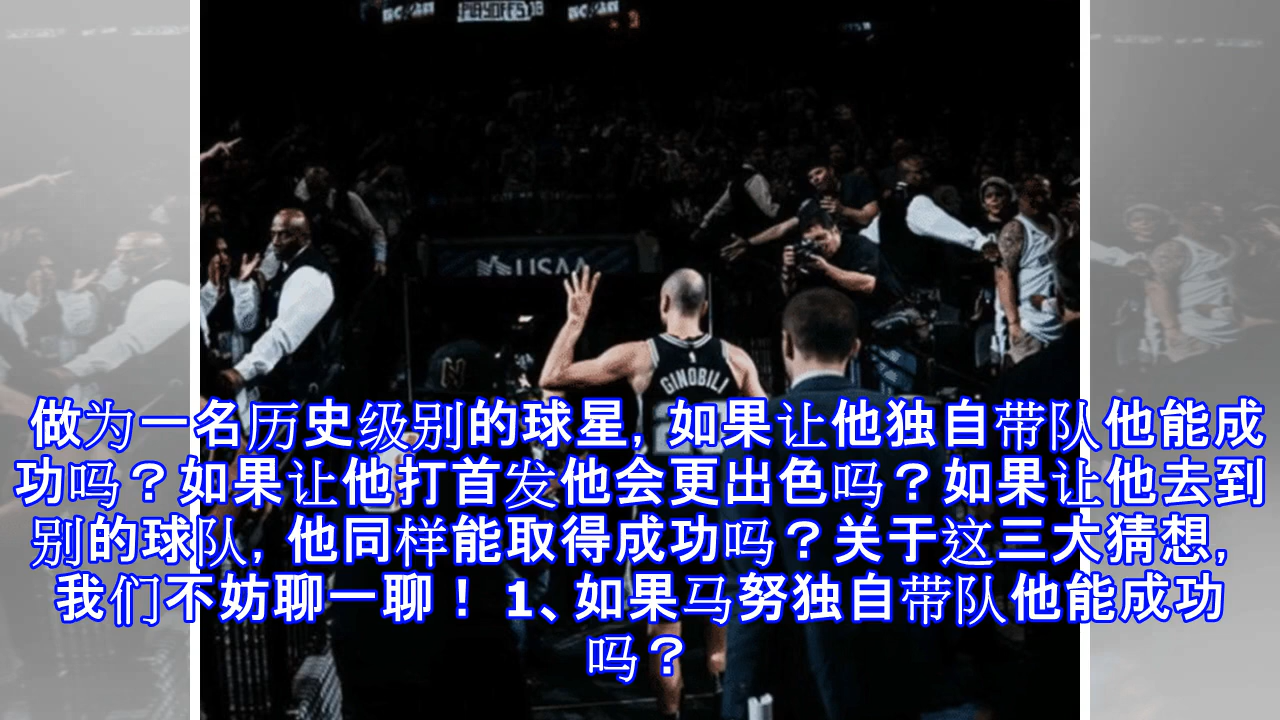 PLAYOFFS18
USAA
N
GINOBILI
做为一名历史级别的球星, 如果让他独自带队他能成
功吗？如果让他打首发他会更出色吗？如果让他去到
别的球队, 他同样能取得成功吗？关于这三大猜想,
我们不妨聊一聊！ 1、如果马努独自带队他能成功
吗？